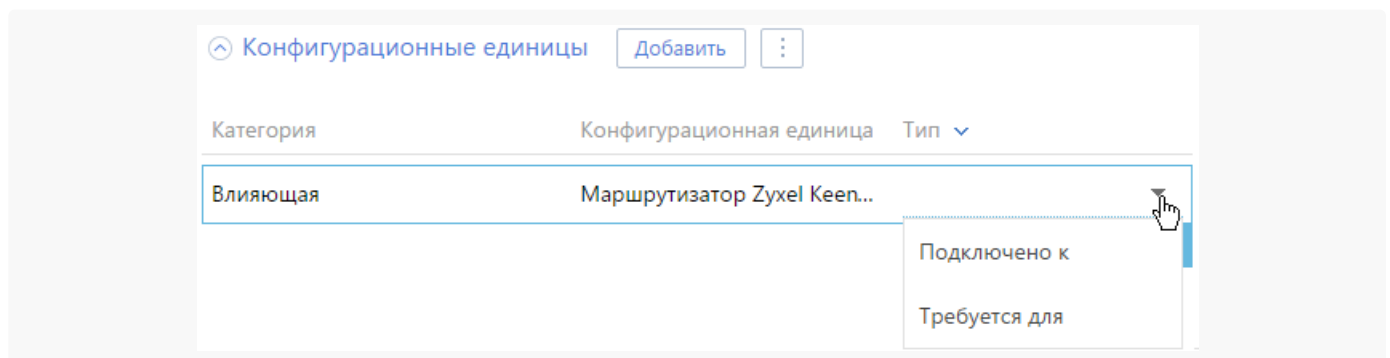 Конфигурационные единицы Добавить
Категория Конфигурационная единица Тип
Влияющая Маршрутизатор Zyxel Keen...
Подключено к
Требуется для